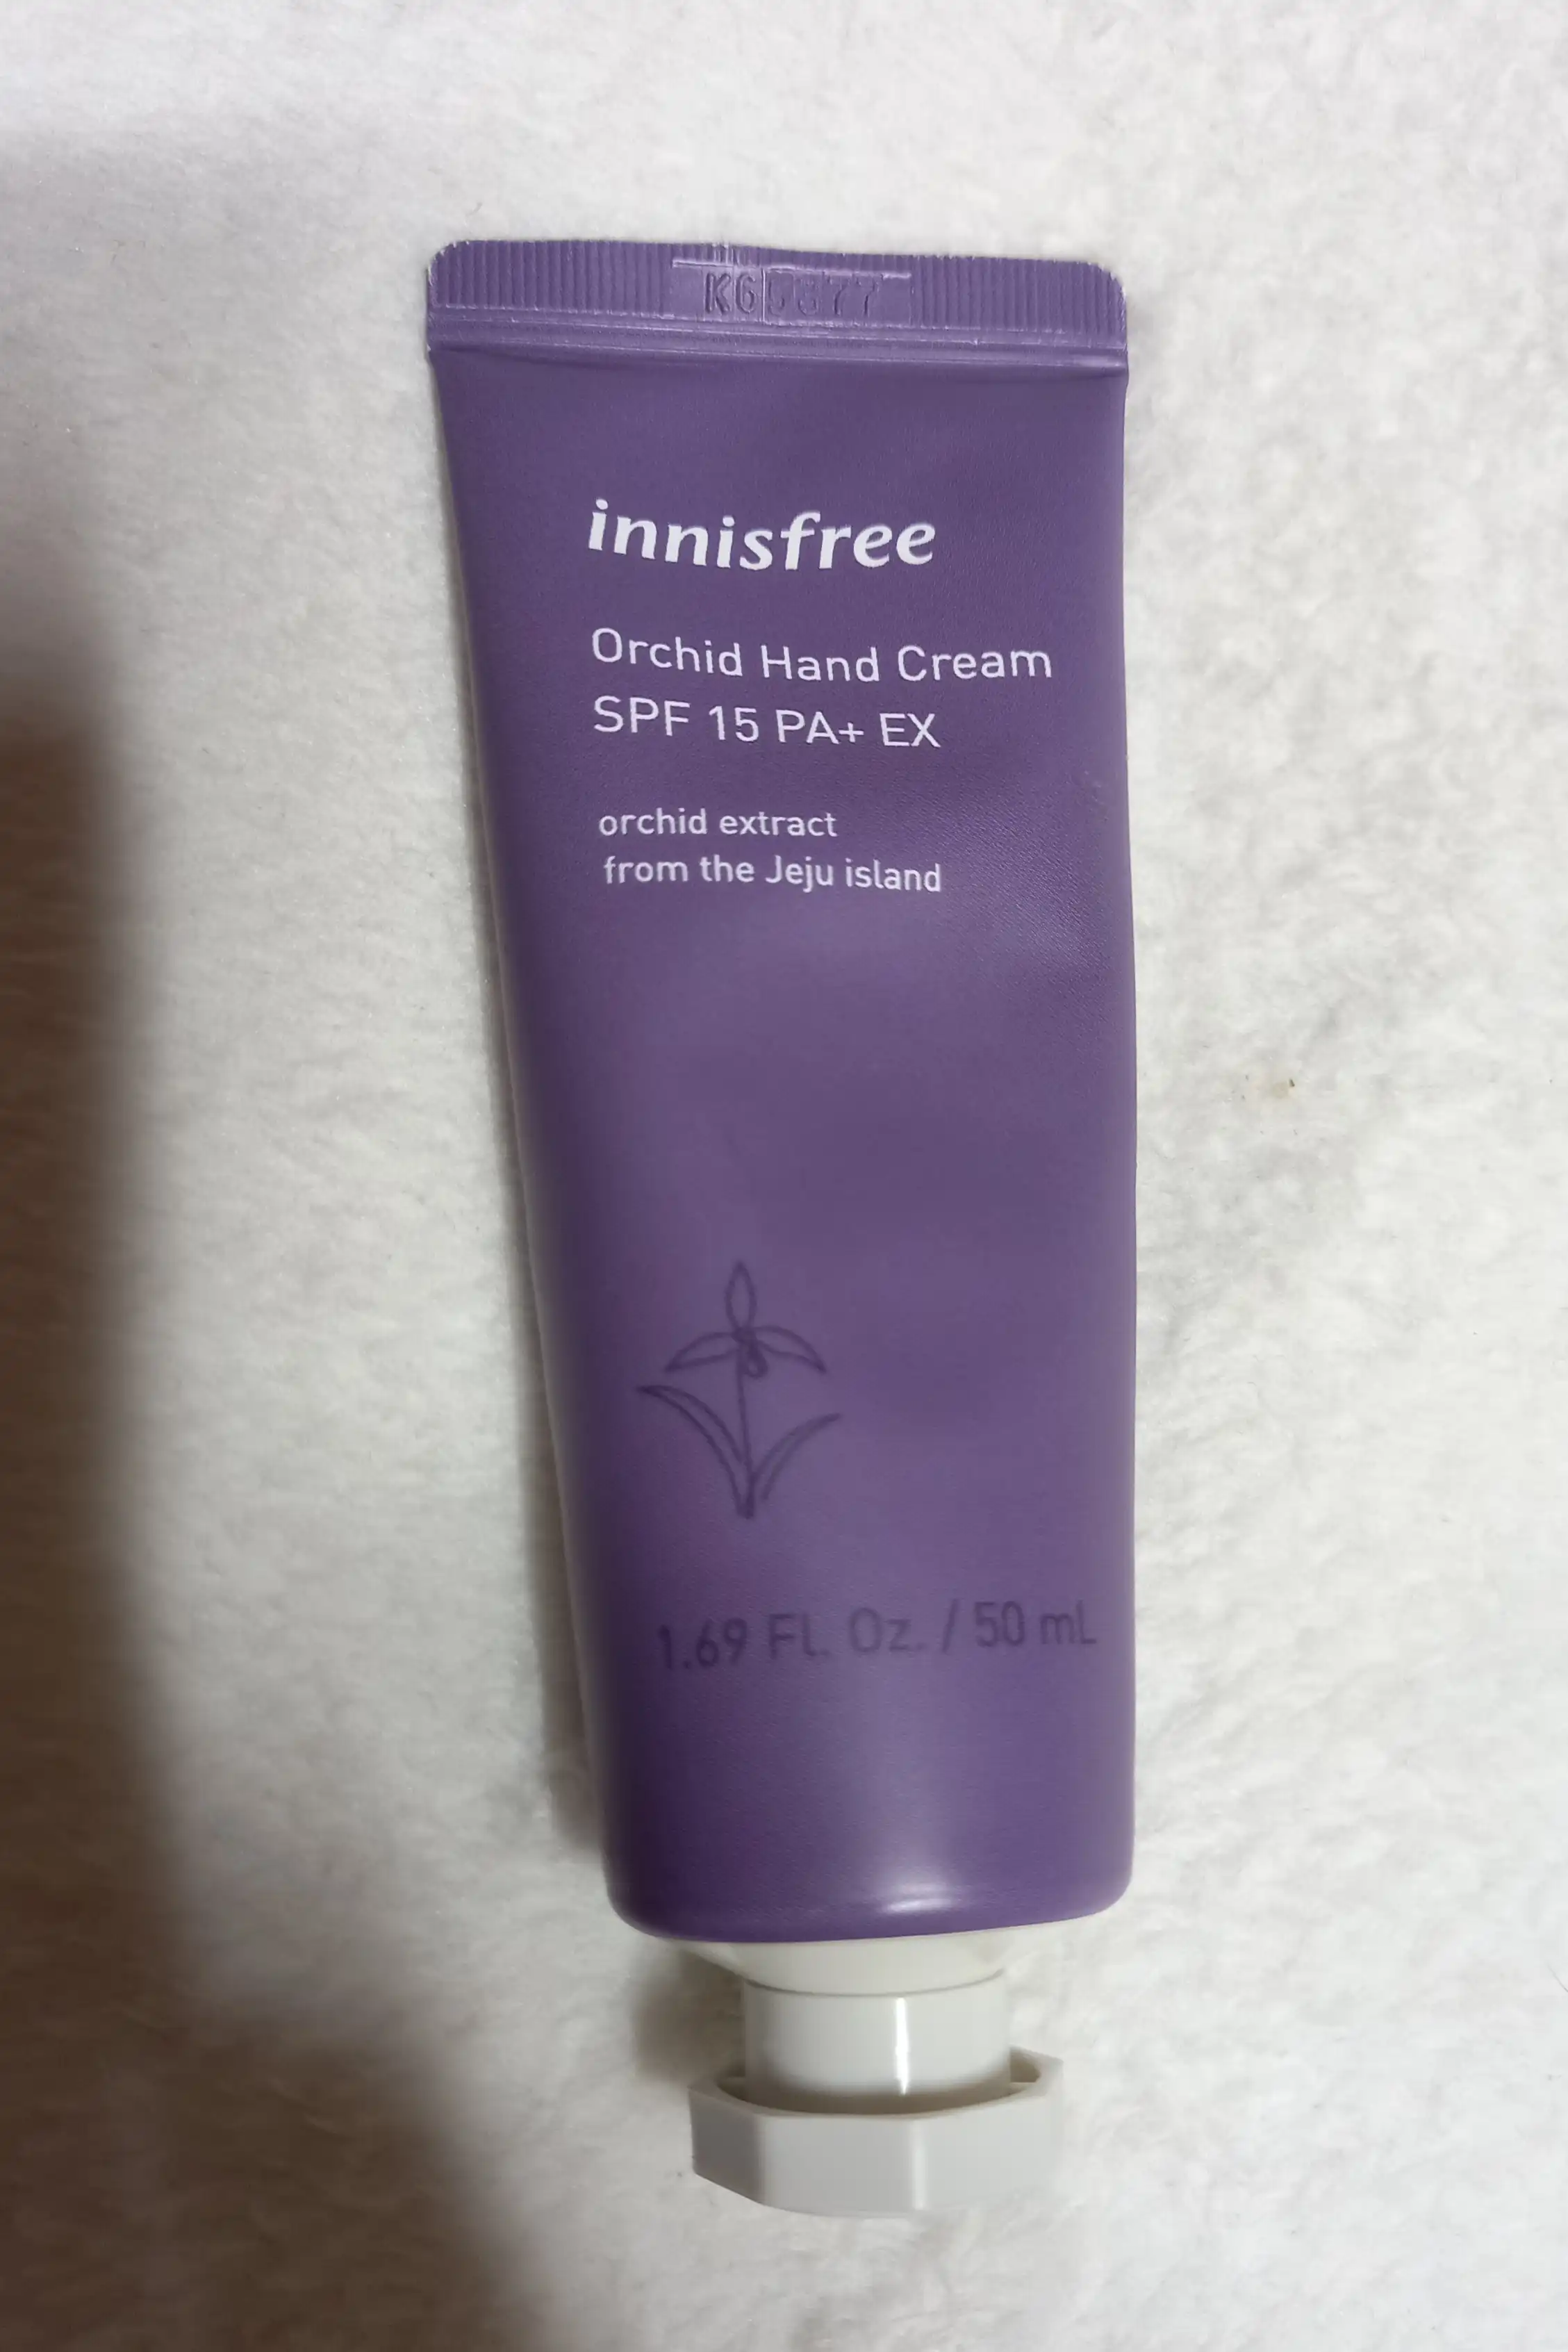 innisfree
Orchid Hand Cream
SPF 15 PA+ EX
orchid extract
from the Jeju island
1.69 FL. Oz. / 50 mL